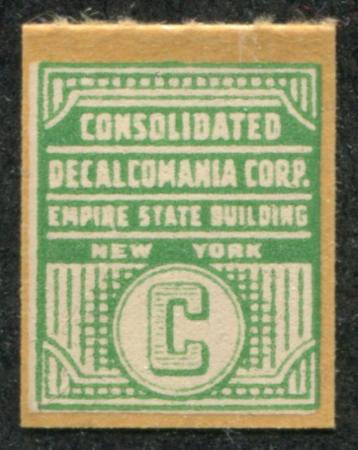 CONSOLIDATED
DECALCOMANIA CORP.
EMPIRE STATE BUILDING
NEW YORK
C